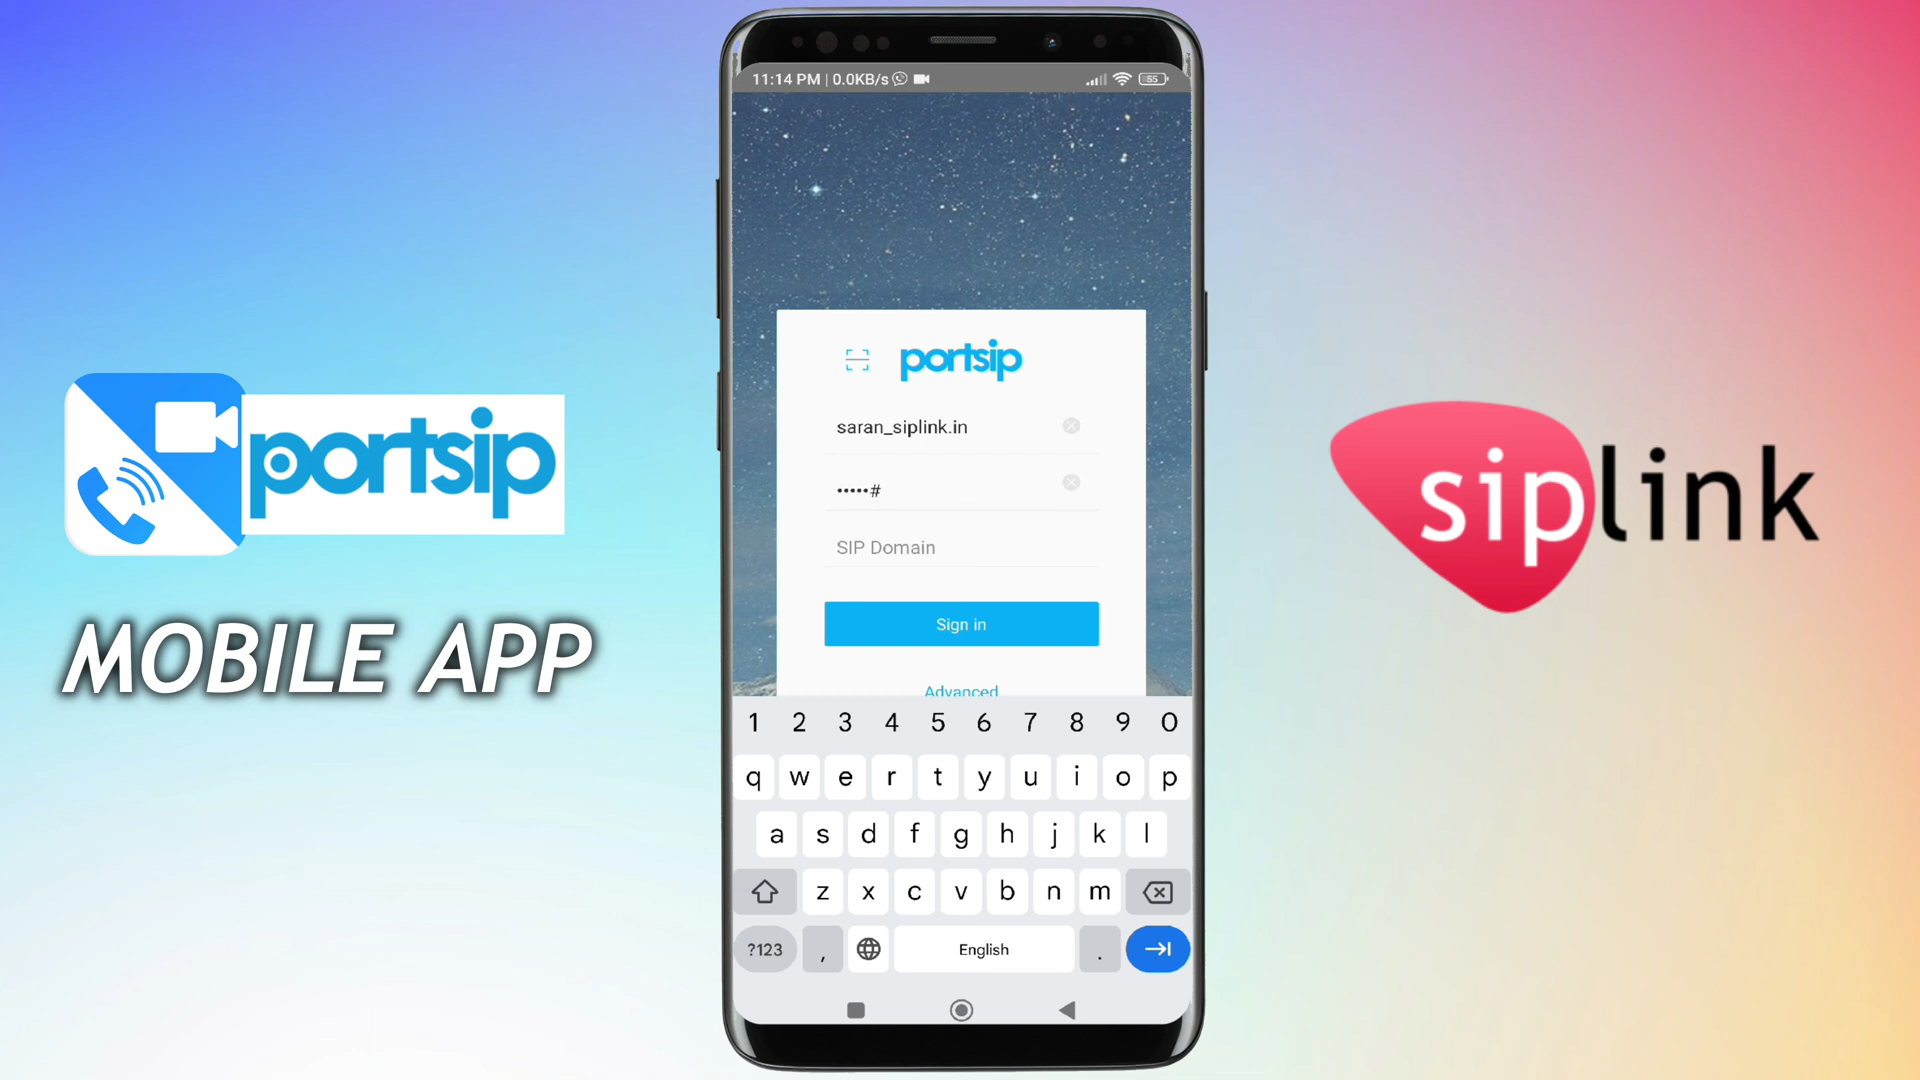 11:14 PM | 0.0KB/s
55
portsip
saran_siplink.in
•••••#
SIP Domain
Sign in
Advanced
1 2 3 4 5 6 7 8 9 0
q w e r t y u i o p
a s d f g h j k l
z x c v b n m
?123 , English .
portsip
MOBILE APP
siplink